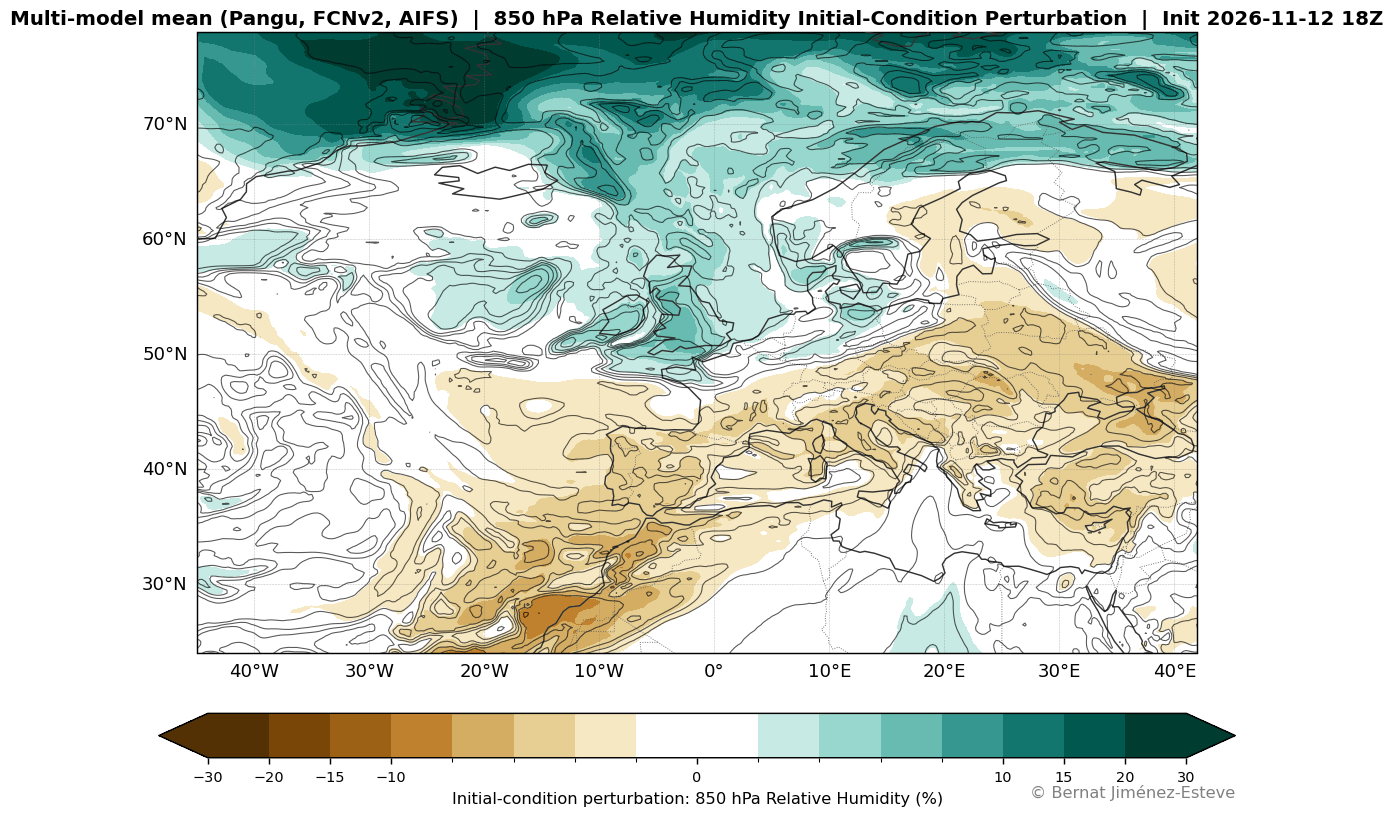 Multi-model mean (Pangu, FCNv2, AIFS)  |  850 hPa Relative Humidity Initial-Condition Perturbation  |  Init 2026-11-12 18Z
70°N
60°N
50°N
40°N
30°N
40°W 30°W 20°W 10°W 0° 10°E 20°E 30°E 40°E
−30 −20 −15 −10 0 10 15 20 30
Initial-condition perturbation: 850 hPa Relative Humidity (%)
© Bernat Jiménez-Esteve